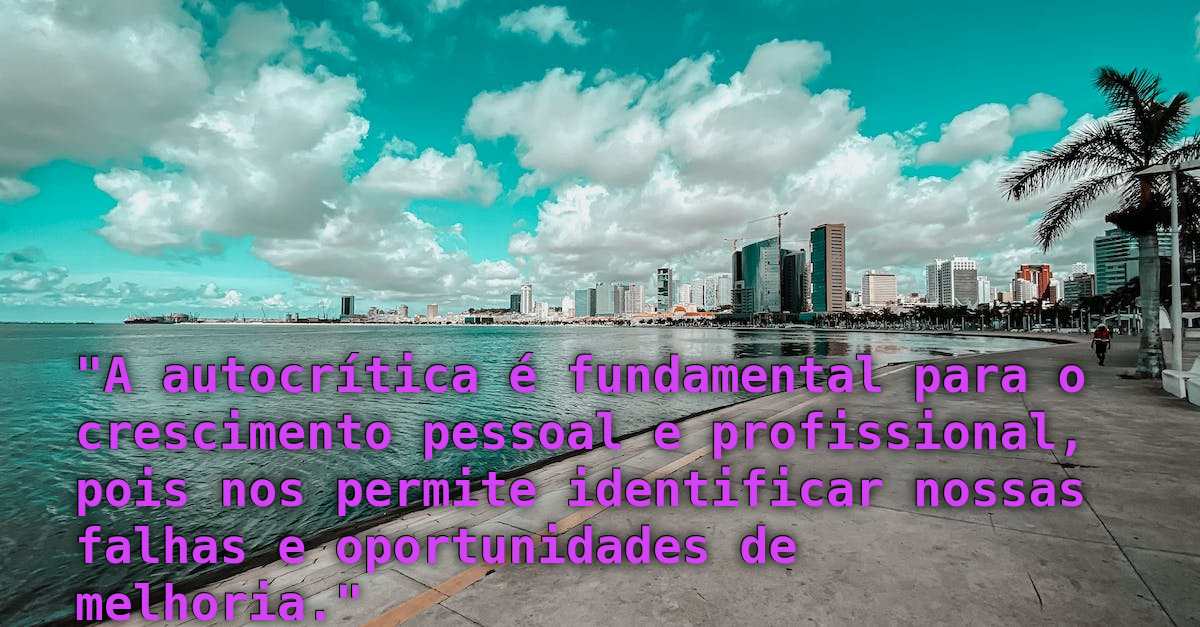 "A autocrítica é fundamental para o
crescimento pessoal e profissional,
pois nos permite identificar nossas
falhas e oportunidades de
melhoria."